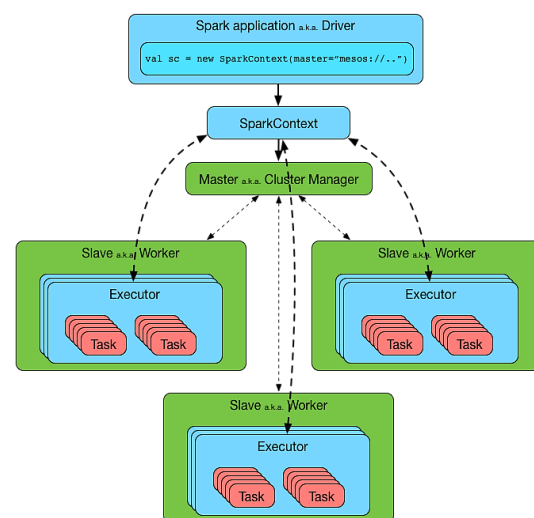 Spark application a.k.a. Driver
val sc = new SparkContext(master="mesos://..")
SparkContext
Master a.k.a. Cluster Manager
Slave a.k.a. Worker
Executor
Task
Task
Slave a.k.a. Worker
Executor
Task
Task
Slave a.k.a. Worker
Executor
Task
Task